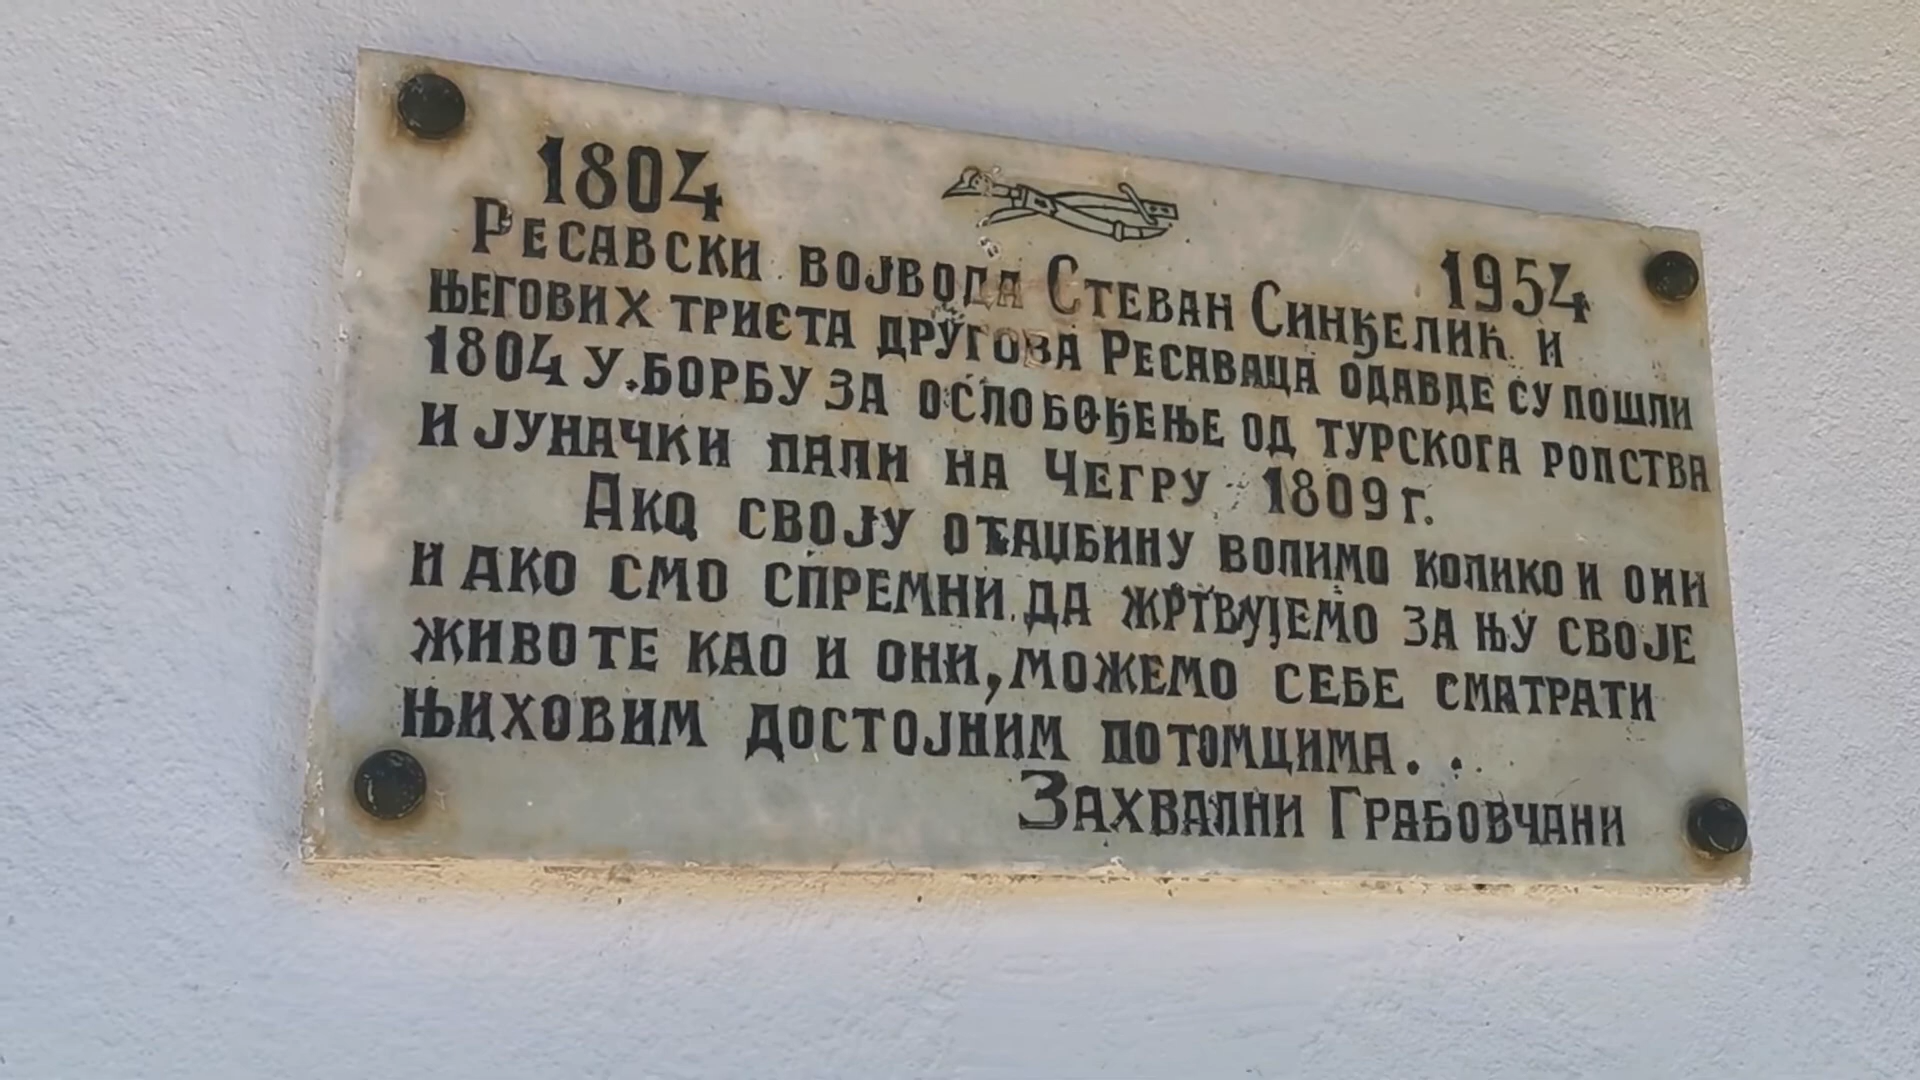 1804
1954
РЕСАВСКИ ВОЈВОДА СТЕВАН СИНЂЕЛИЋ И
ЊЕГОВИХ ТРИСТА ДРУГОВА РЕСАВАЦА ОДАВДЕ СУ ПОШЛИ
1804 У БОРБУ ЗА ОСЛОБОЂЕЊЕ ОД ТУРСКОГА РОПСТВА
И ЈУНАЧКИ ПАЛИ НА ЧЕГРУ 1809 Г.
АКО СВОЈУ ОТАЏБИНУ ВОЛИМО КОЛИКО И ОНИ
И АКО СМО СПРЕМНИ ДА ЖРТВУЈЕМО ЗА ЊУ СВОЈЕ
ЖИВОТЕ КАО И ОНИ, МОЖЕМО СЕБЕ СМАТРАТИ
ЊИХОВИМ ДОСТОЈНИМ ПОТОМЦИМА...
ЗАХВАЛНИ ГРАБОВЧАНИ